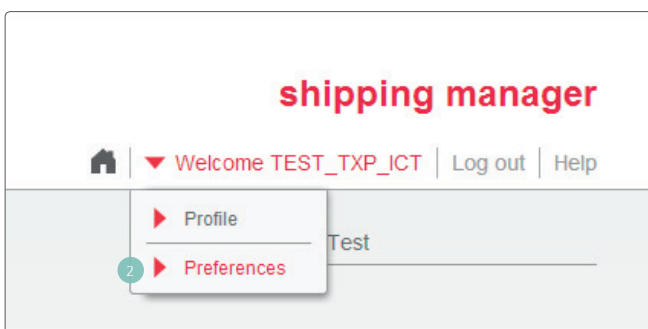 shipping manager
Welcome TEST_TXP_ICT | Log out | Help
Profile
Test
2 Preferences